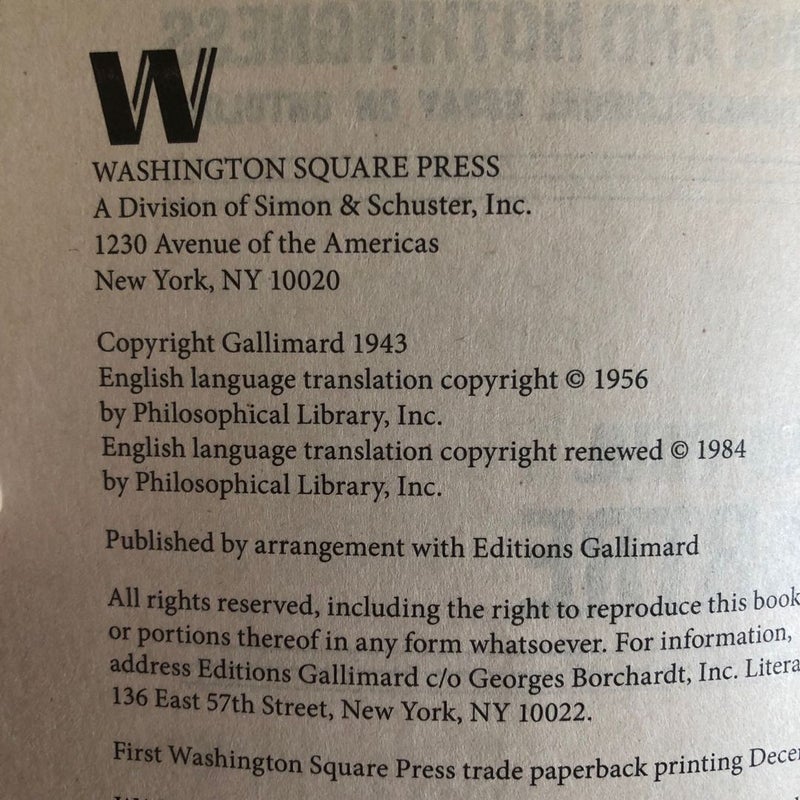 W
WASHINGTON SQUARE PRESS
A Division of Simon & Schuster, Inc.
1230 Avenue of the Americas
New York, NY 10020
Copyright Gallimard 1943
English language translation copyright © 1956
by Philosophical Library, Inc.
English language translation copyright renewed © 1984
by Philosophical Library, Inc.
Published by arrangement with Editions Gallimard
All rights reserved, including the right to reproduce this book
or portions thereof in any form whatsoever. For information,
address Editions Gallimard c/o Georges Borchardt, Inc. Litera
136 East 57th Street, New York, NY 10022.
First Washington Square Press trade paperback printing Dece